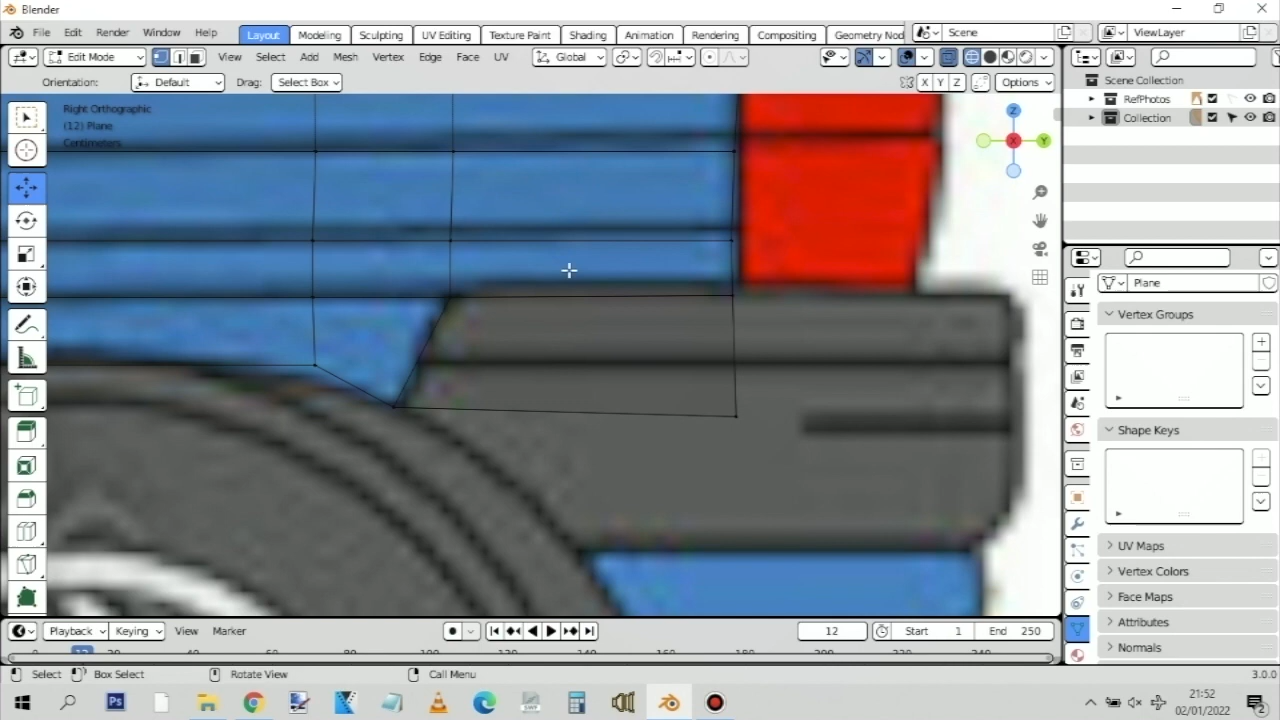 Blender
File Edit Render Window Help
Layout Modeling Sculpting UV Editing Texture Paint Shading Animation Rendering Compositing Geometry Nod
Scene
ViewLayer
Edit Mode
View Select Add Mesh Vertex Edge Face UV
Global
Orientation: Default Drag: Select Box
X Y Z Options
Right Orthographic
(12) Plane
Centimeters
Z
X
Y
Scene Collection
RefPhotos
Collection
Plane
Vertex Groups
Shape Keys
UV Maps
Vertex Colors
Face Maps
Attributes
Normals
Playback Keying View Marker
12
Start 1 End 250
Select Box Select Rotate View Call Menu
3.0.0
Ps
21:52
02/01/2022
2